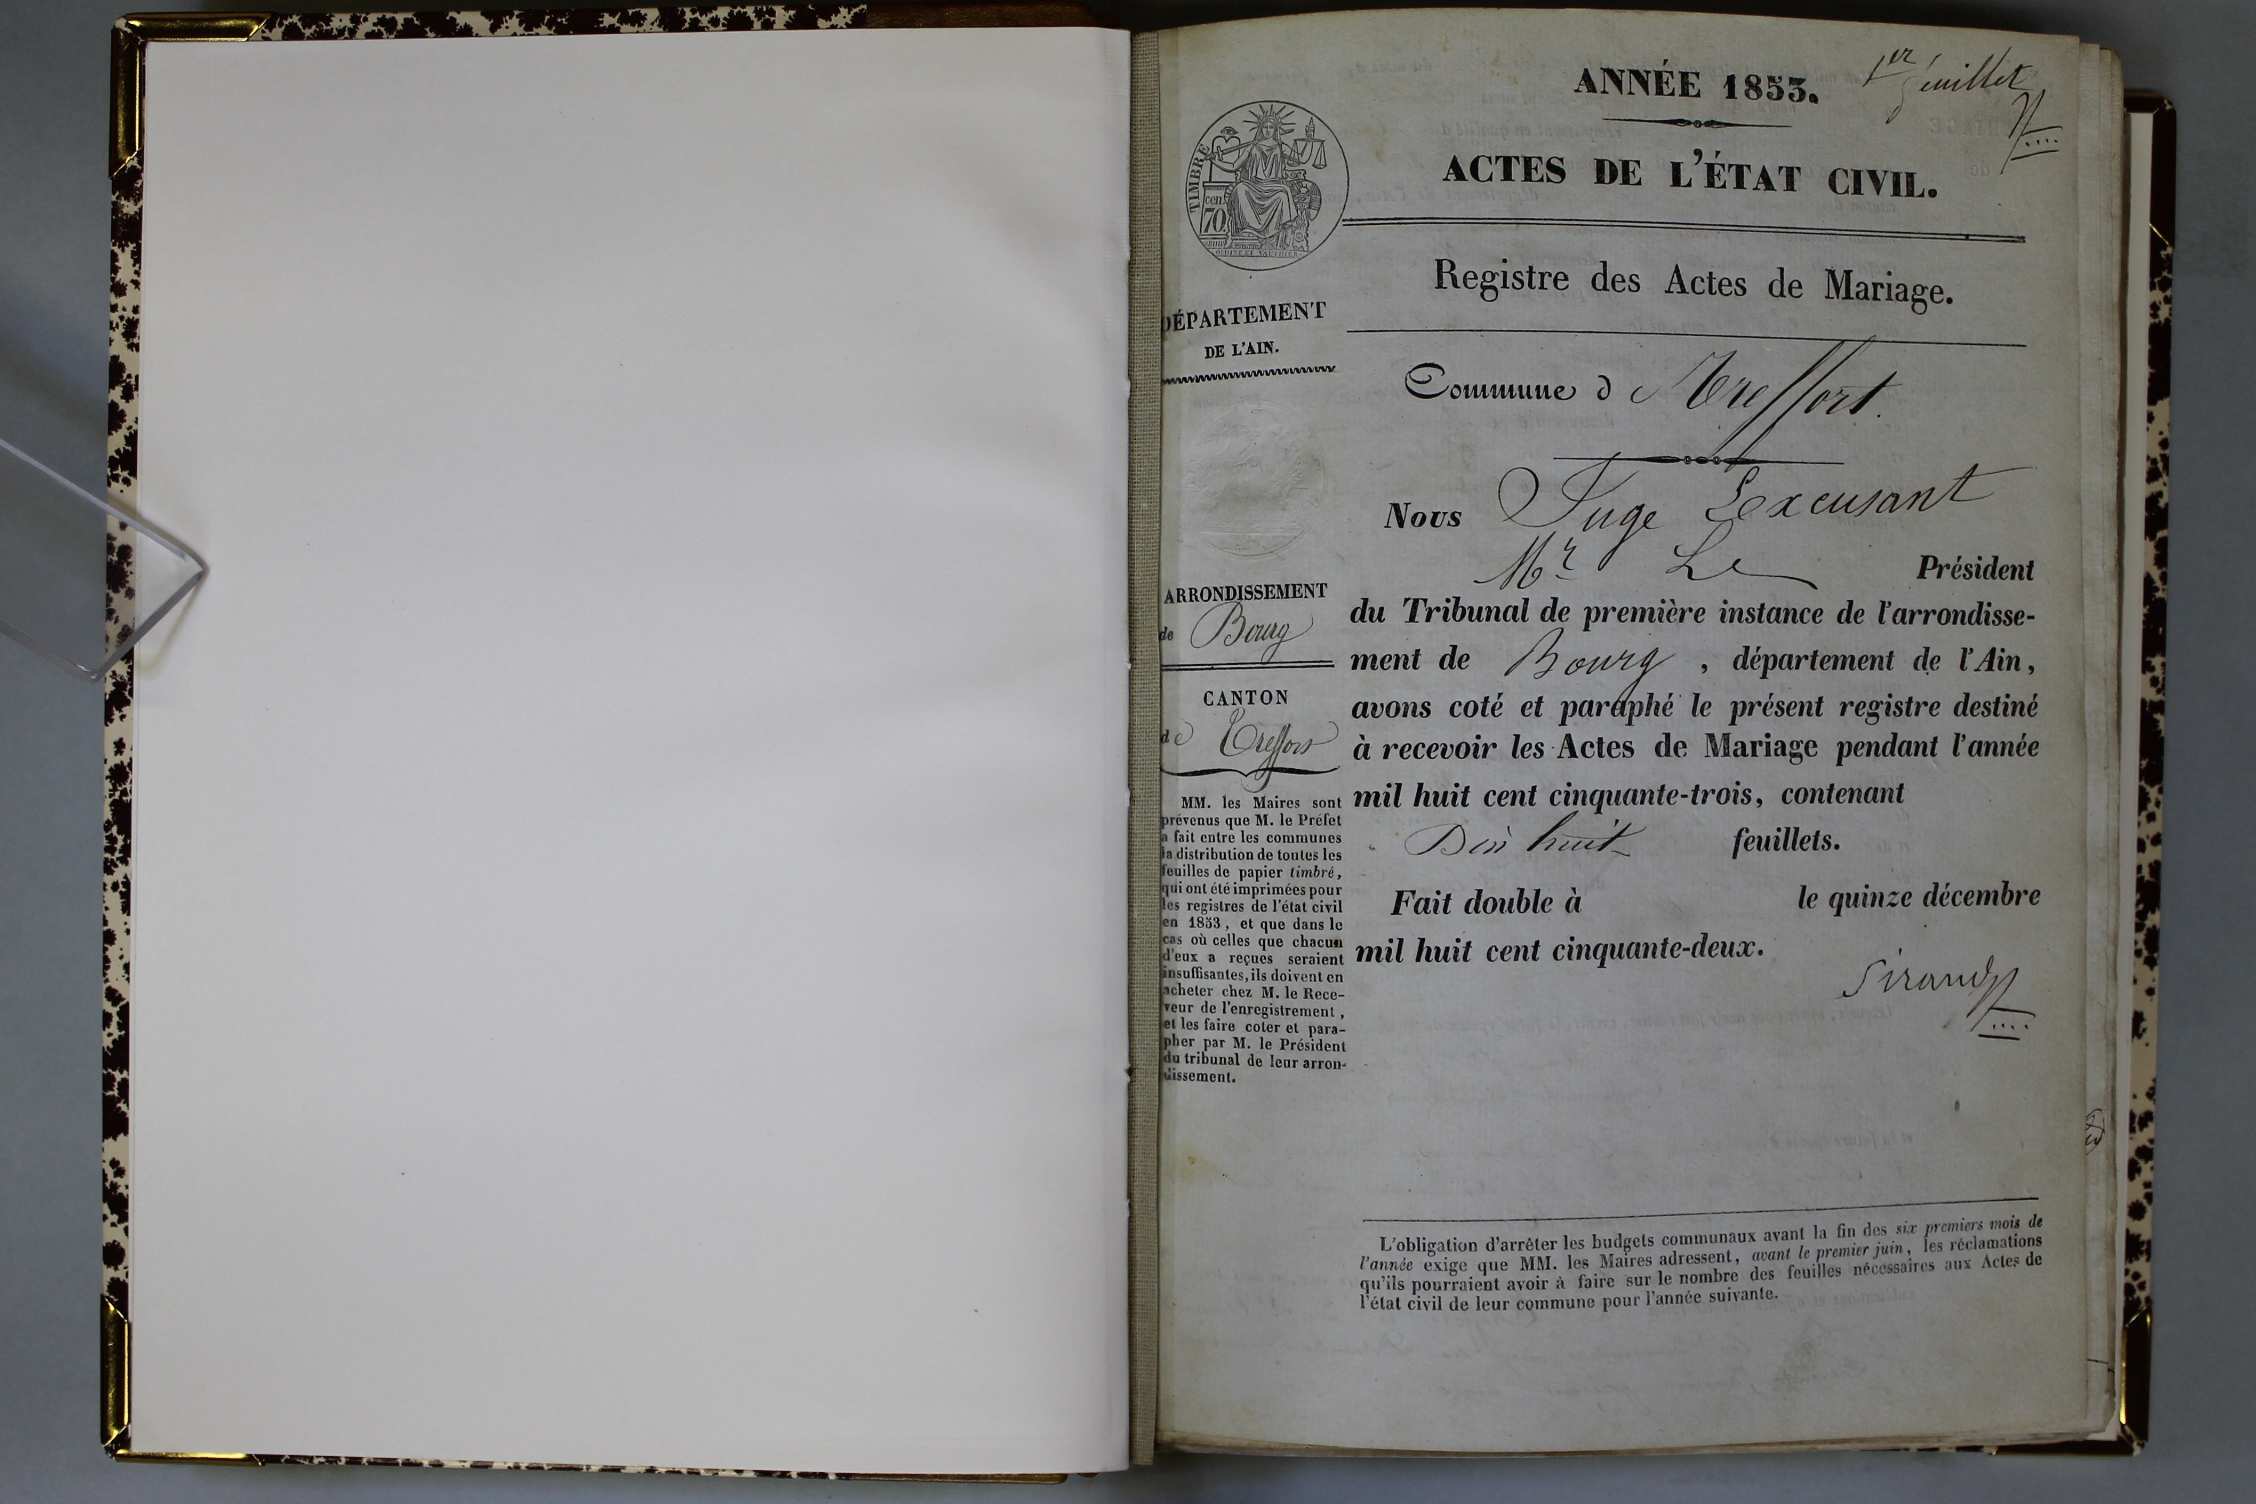 1er feuillet
ANNÉE 1853.
ACTES DE L'ÉTAT CIVIL.
TIMBRE
cen.
70.
Registre des Actes de Mariage.
DÉPARTEMENT
DE L'AIN.
Commune d Treffort.
Nous Juge Excusant
Mr Le Président
du Tribunal de première instance de l'arrondisse-
ment de Bourg, département de l'Ain,
avons coté et paraphé le présent registre destiné
à recevoir les Actes de Mariage pendant l'année
mil huit cent cinquante-trois, contenant
Dix huit feuillets.
Fait double à le quinze décembre
mil huit cent cinquante-deux.
Sirand
ARRONDISSEMENT
de Bourg
CANTON
de Treffort
MM. les Maires sont
prévenus que M. le Préfet
a fait entre les communes
la distribution de toutes les
feuilles de papier timbré,
qui ont été imprimées pour
les registres de l'état civil
en 1853, et que dans le
cas où celles que chacun
d'eux a reçues seraient
insuffisantes, ils doivent en
acheter chez M. le Rece-
veur de l'enregistrement,
et les faire coter et para-
pher par M. le Président
du tribunal de leur arron-
dissement.
L'obligation d'arrêter les budgets communaux avant la fin des six premiers mois de
l'année exige que MM. les Maires adressent, avant le premier juin, les réclamations
qu'ils pourraient avoir à faire sur le nombre des feuilles nécessaires aux Actes de
l'état civil de leur commune pour l'année suivante.